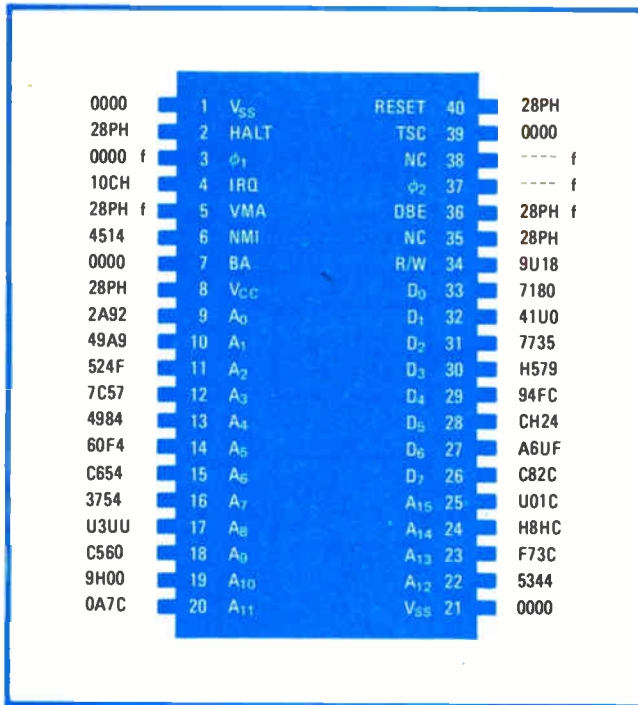 0000 1 VSS RESET 40 28PH
28PH 2 HALT TSC 39 0000
0000 f 3 ϕ1 NC 38 ---- f
10CH 4 IRQ ϕ2 37 ---- f
28PH f 5 VMA DBE 36 28PH f
4514 6 NMI NC 35 28PH
0000 7 BA R/W 34 9U18
28PH 8 VCC D0 33 7180
2A92 9 A0 D1 32 41U0
49A9 10 A1 D2 31 7735
524F 11 A2 D3 30 H579
7C57 12 A3 D4 29 94FC
4984 13 A4 D5 28 CH24
60F4 14 A5 D6 27 A6UF
C654 15 A6 D7 26 C82C
3754 16 A7 A15 25 U01C
U3UU 17 A8 A14 24 H8HC
C560 18 A9 A13 23 F73C
9H00 19 A10 A12 22 5344
0A7C 20 A11 VSS 21 0000